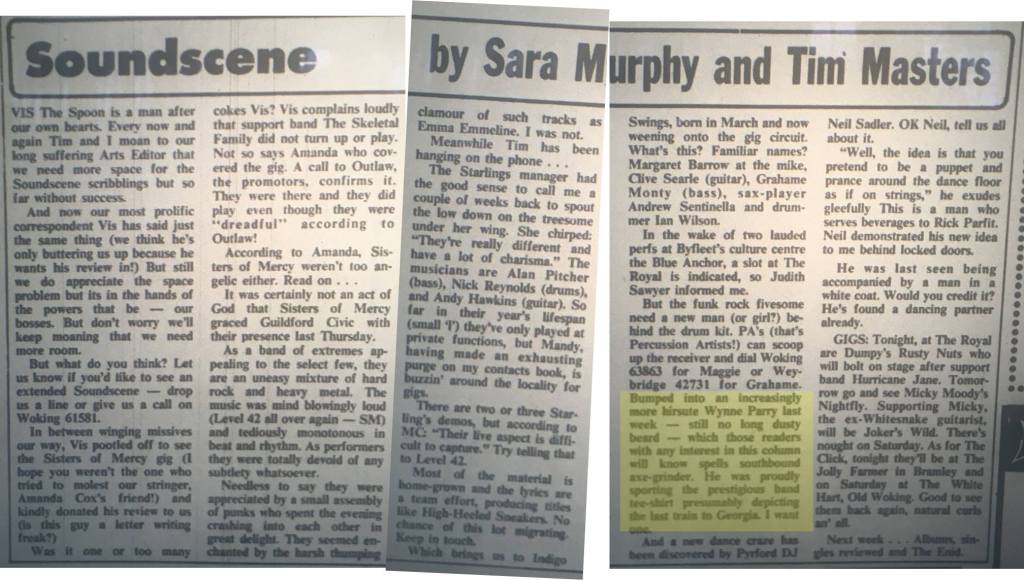 Soundscene by Sara Murphy and Tim Masters
VIS The Spoon is a man after
our own hearts. Every now and
again Tim and I moan to our
long suffering Arts Editor that
we need more space for the
Soundscene scribblings but so
far without success.
And now our most prolific
correspondent Vis has said just
the same thing (we think he's
only buttering us up because he
wants his review in!) But still
we do appreciate the space
problem but its in the hands of
the powers that be — our
bosses. But don't worry we'll
keep moaning that we need
more room.
But what do you think? Let
us know if you'd like to see an
extended Soundscene — drop
us a line or give us a call on
Woking 61581.
In between winging missives
our way, Vis pootled off to see
the Sisters of Mercy gig (I
hope you weren't the one who
tried to molest our stringer,
Amanda Cox's friend!) and
kindly donated his review to us
(is this guy a letter writing
freak?)
Was it one or too many
cokes Vis? Vis complains loudly
that support band The Skeletal
Family did not turn up or play.
Not so says Amanda who cov-
ered the gig. A call to Outlaw,
the promotors, confirms it.
They were there and they did
play even though they were
"dreadful" according to
Outlaw!
According to Amanda, Sis-
ters of Mercy weren't too an-
gelic either. Read on . . .
It was certainly not an act of
God that Sisters of Mercy
graced Guildford Civic with
their presence last Thursday.
As a band of extremes ap-
pealing to the select few, they
are an uneasy mixture of hard
rock and heavy metal. The
music was mind blowingly loud
(Level 42 all over again — SM)
and tediously monotonous in
beat and rhythm. As performers
they were totally devoid of any
subtlety whatsoever.
Needless to say they were
appreciated by a small assembly
of punks who spent the evening
crashing into each other in
great delight. They seemed en-
chanted by the harsh thumping
clamour of such tracks as
Emma Emmeline. I was not.
Meanwhile Tim has been
hanging on the phone . . .
The Starlings manager had
the good sense to call me a
couple of weeks back to spout
the low down on the treesome
under her wing. She chirped:
"They're really different and
have a lot of charisma." The
musicians are Alan Pitcher
(bass), Nick Reynolds (drums),
and Andy Hawkins (guitar). So
far in their year's lifespan
(small 'l') they've only played at
private functions, but Mandy,
having made an exhausting
purge on my contacts book, is
buzzin' around the locality for
gigs.
There are two or three Star-
ling's demos, but according to
MC: "Their live aspect is diffi-
cult to capture." Try telling that
to Level 42.
Most of the material is
home-grown and the lyrics are
a team effort, producing titles
like High-Heeled Sneakers. No
chance of this lot migrating.
Keep in touch.
Which brings us to Indigo
Swings, born in March and now
weening onto the gig circuit.
What's this? Familiar names?
Margaret Barrow at the mike,
Clive Searle (guitar), Grahame
Monty (bass), sax-player
Andrew Sentinella and drum-
mer Ian Wilson.
In the wake of two lauded
perfs at Byfleet's culture centre
the Blue Anchor, a slot at The
Royal is indicated, so Judith
Sawyer informed me.
But the funk rock fivesome
need a new man (or girl?) be-
hind the drum kit. PA's (that's
Percussion Artists!) can scoop
up the receiver and dial Woking
63863 for Maggie or Wey-
bridge 42731 for Grahame.
Bumped into an increasingly
more hirsute Wynne Parry last
week — still no long dusty
beard — which those readers
with any interest in this column
will know spells southbound
axe-grinder. He was proudly
sporting the prestigious band
tee-shirt presumably depicting
the last train to Georgia. I want
one.
And a new dance craze has
been discovered by Pyrford DJ
Neil Sadler. OK Neil, tell us all
about it.
"Well, the idea is that you
pretend to be a puppet and
prance around the dance floor
as if on strings," he exudes
gleefully This is a man who
serves beverages to Rick Parfit.
Neil demonstrated his new idea
to me behind locked doors.
He was last seen being
accompanied by a man in a
white coat. Would you credit it?
He's found a dancing partner
already.
GIGS: Tonight, at The Royal
are Dumpy's Rusty Nuts who
will bolt on stage after support
band Hurricane Jane. Tomor-
row go and see Micky Moody's
Nightfly. Supporting Micky,
the ex-Whitesnake guitarist,
will be Joker's Wild. There's
nought on Saturday. As for The
Click, tonight they'll be at The
Jolly Farmer in Bramley and
on Saturday at The White
Hart, Old Woking. Good to see
them back again, natural curls
an' all.
Next week . . . Albums, sin-
gles reviewed and The Enid.